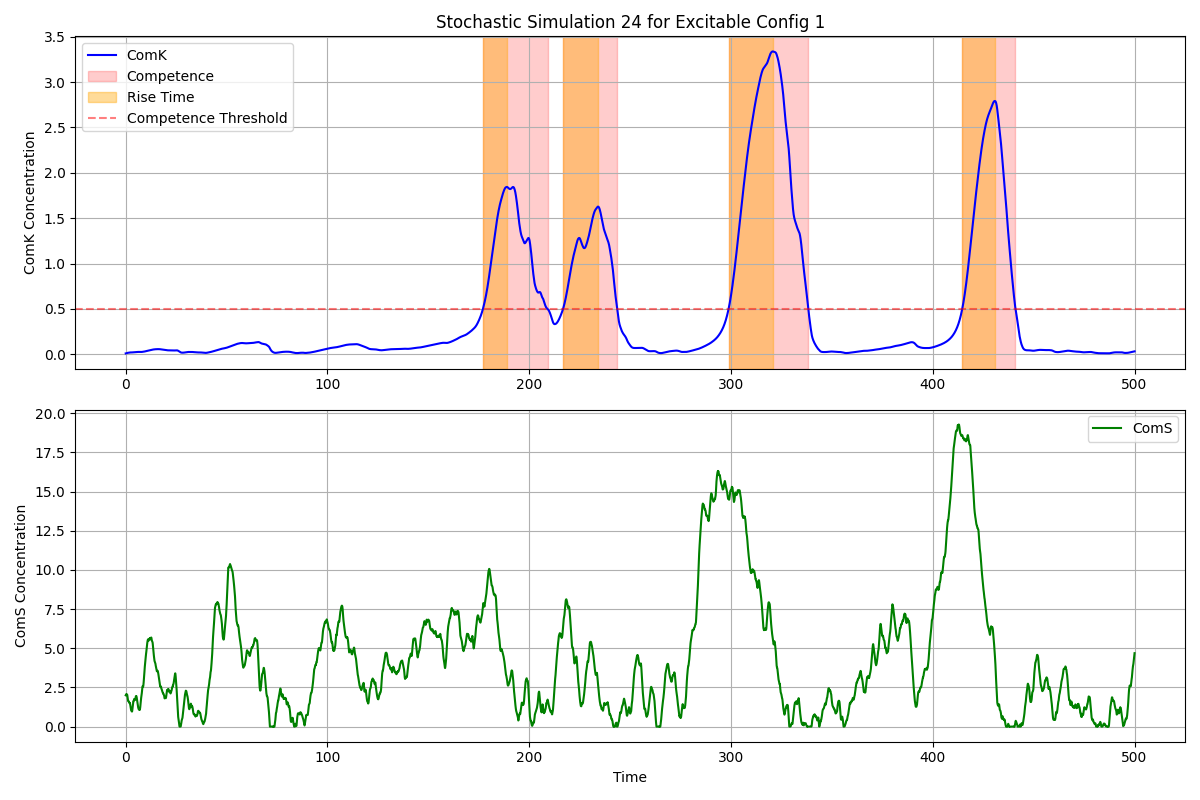 Stochastic Simulation 24 for Excitable Config 1
ComK Concentration
3.5
3.0
2.5
2.0
1.5
1.0
0.5
0.0
ComK
Competence
Rise Time
Competence Threshold
0 100 200 300 400 500
ComS Concentration
20.0
17.5
15.0
12.5
10.0
7.5
5.0
2.5
0.0
ComS
0 100 200 300 400 500
Time